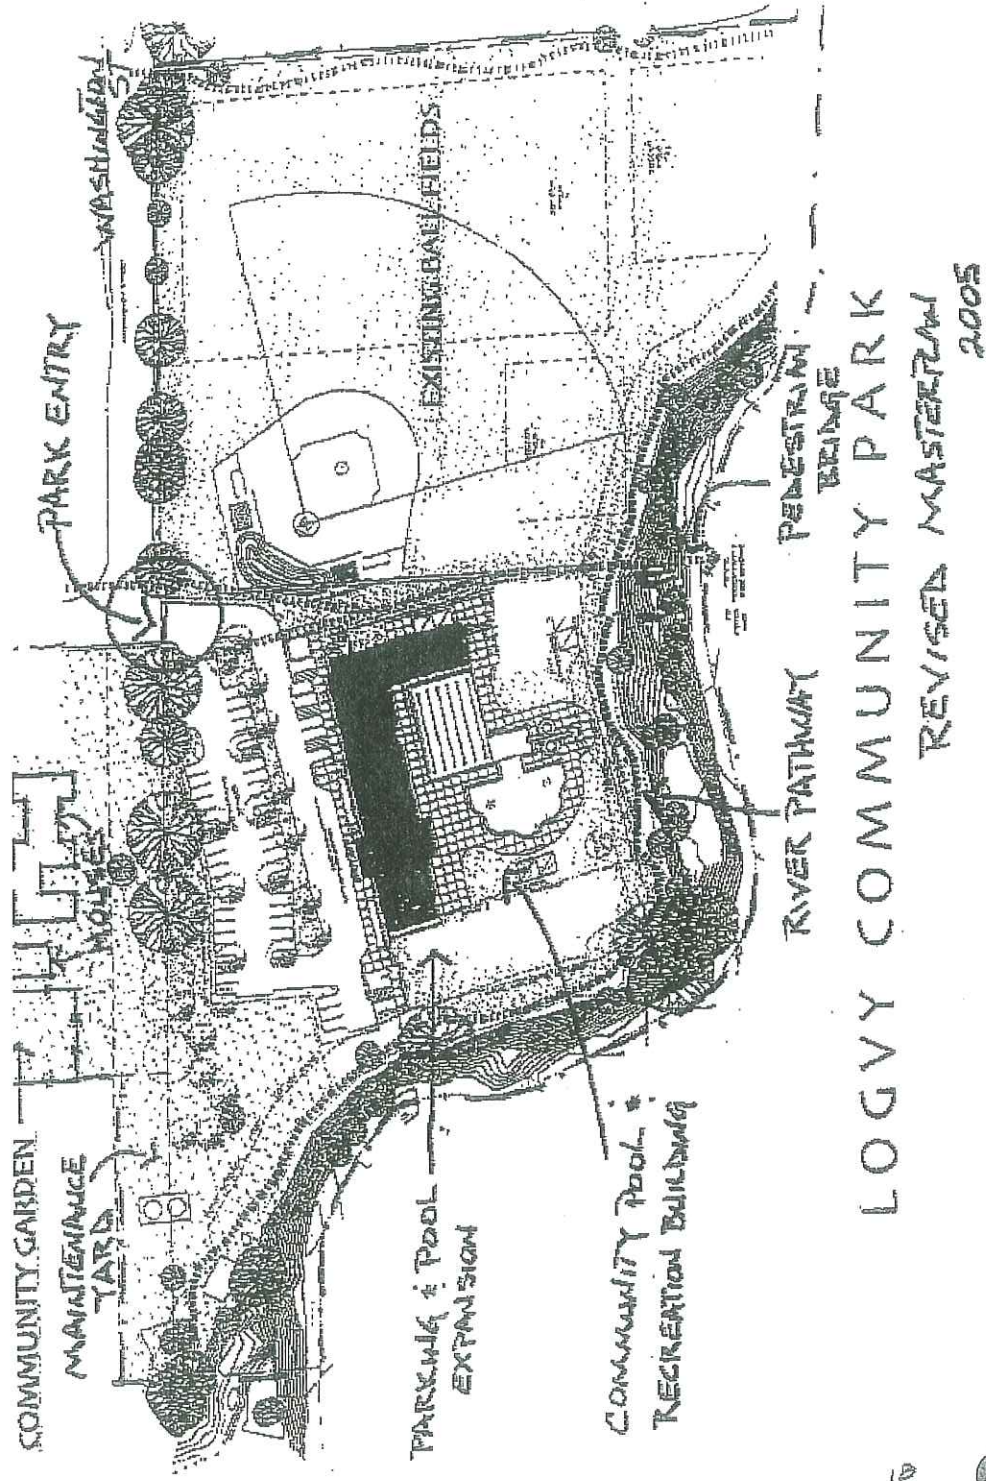 COMMUNITY GARDEN
MAINTENANCE
YARD
HOUSES
PARK ENTRY
WASHINGTON
ST
EXISTING BALLFIELDS
PARKING & POOL
EXPANSION
COMMUNITY POOL &
RECREATION BUILDING
RIVER PATHWAY
PEDESTRIAN
BRIDGE
LOGVY COMMUNITY PARK
REVISED MASTERPLAN
2005